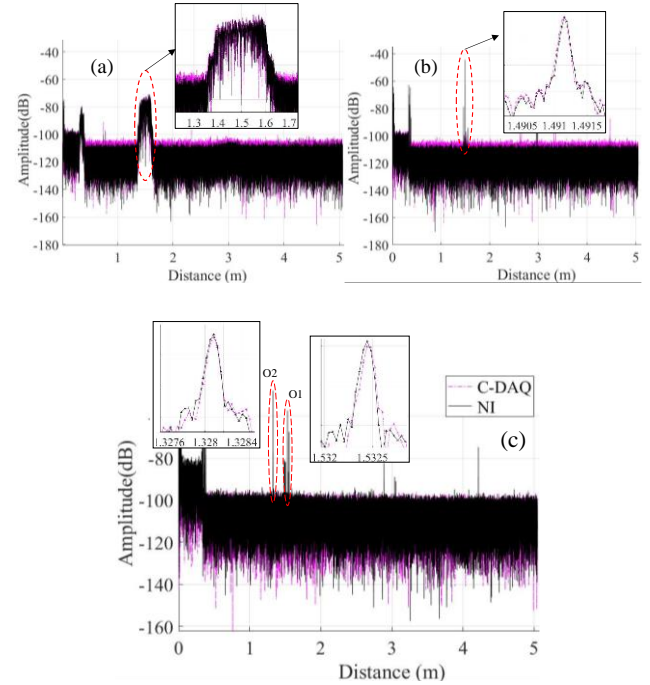 -40
-60
-80
-100
-120
-140
-160
-180
Amplitude(dB)
(a)
1.3 1.4 1.5 1.6 1.7
1 2 3 4 5
Distance (m)
-40
-60
-80
-100
-120
-140
-160
-180
Amplitude(dB)
(b)
1.4905 1.491 1.4915
0 1 2 3 4 5
Distance (m)
.3276 1.328 1.3284
O2
O1
.532 1.5325
C-DAQ
NI
(c)
-80
-100
-120
-140
-160
Amplitude(dB)
0 1 2 3 4 5
Distance (m)